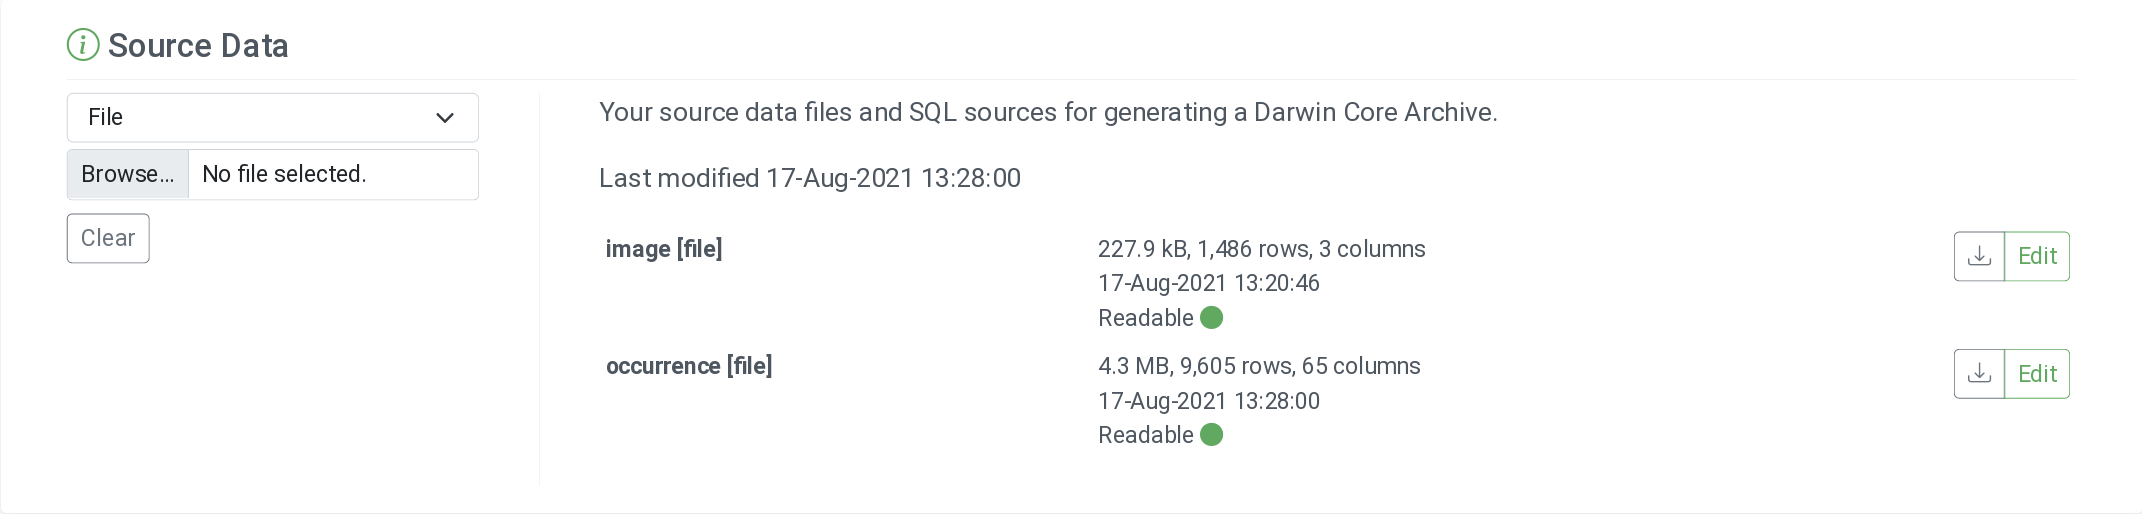 Source Data
File
Browse... No file selected.
Clear
Your source data files and SQL sources for generating a Darwin Core Archive.
Last modified 17-Aug-2021 13:28:00
image [file] 227.9 kB, 1,486 rows, 3 columns Edit
17-Aug-2021 13:20:46
Readable
occurrence [file] 4.3 MB, 9,605 rows, 65 columns Edit
17-Aug-2021 13:28:00
Readable